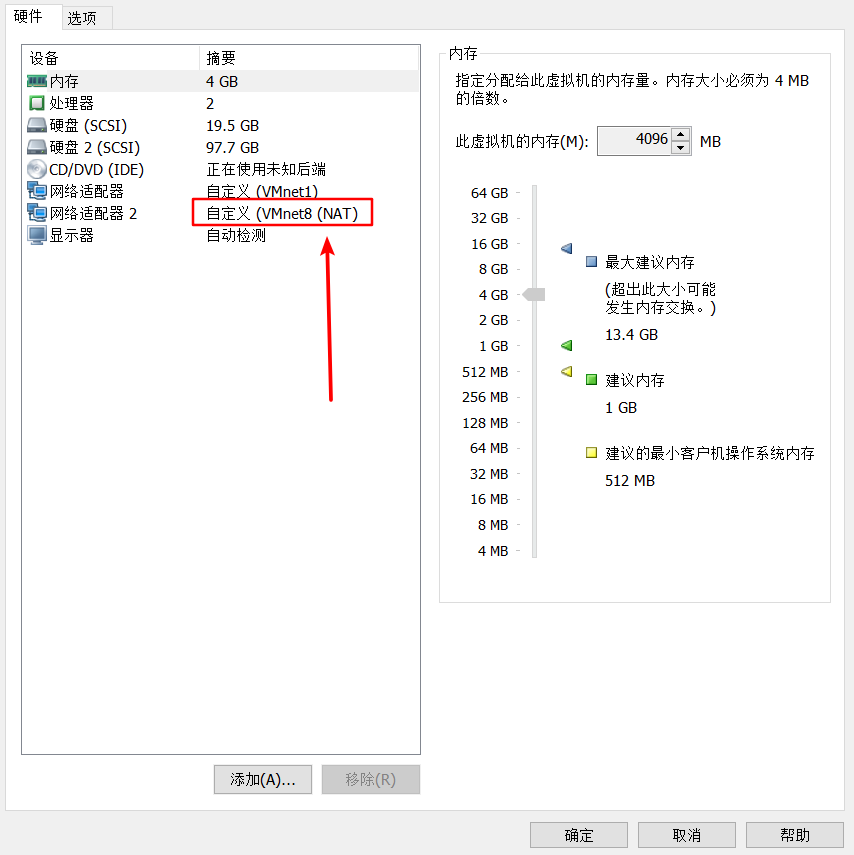 硬件 选项
设备 摘要
内存 4 GB
处理器 2
硬盘 (SCSI) 19.5 GB
硬盘 2 (SCSI) 97.7 GB
CD/DVD (IDE) 正在使用未知后端
网络适配器 自定义 (VMnet1)
网络适配器 2 自定义 (VMnet8 (NAT)
显示器 自动检测
添加(A)... 移除(R)
内存
指定分配给此虚拟机的内存量。内存大小必须为 4 MB
的倍数。
此虚拟机的内存(M): 4096 MB
64 GB
32 GB
16 GB
8 GB
4 GB
2 GB
1 GB
512 MB
256 MB
128 MB
64 MB
32 MB
16 MB
8 MB
4 MB
最大建议内存
(超出此大小可能
发生内存交换。)
13.4 GB
建议内存
1 GB
建议的最小客户机操作系统内存
512 MB
确定 取消 帮助